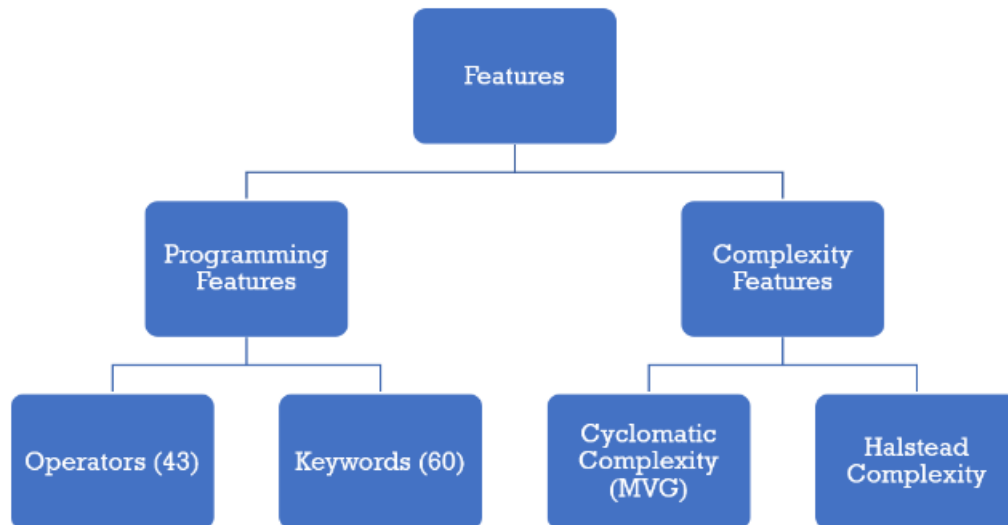 Features
Programming
Features
Complexity
Features
Operators (43)
Keywords (60)
Cyclomatic
Complexity
(MVG)
Halstead
Complexity